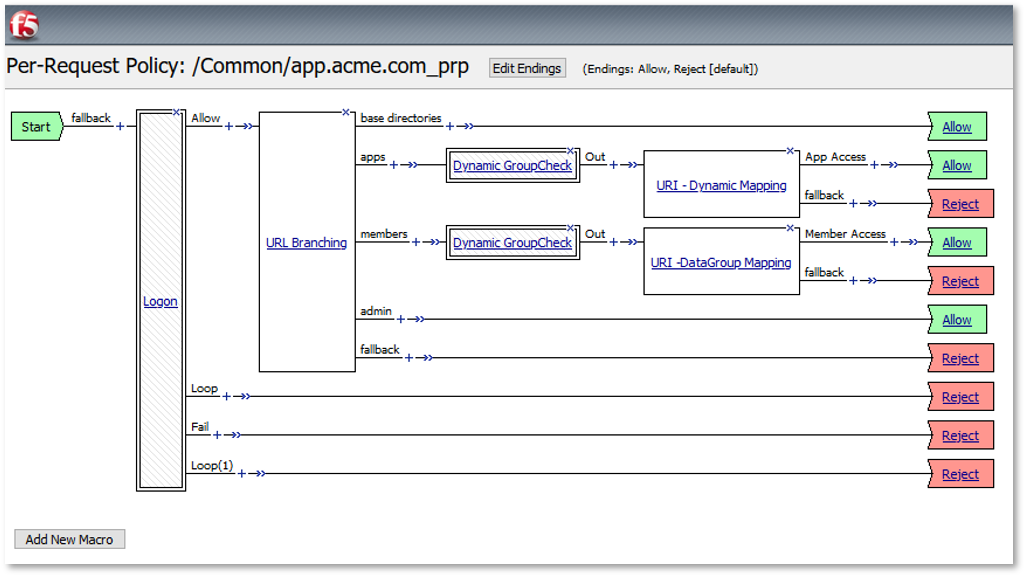 f5
Per-Request Policy: /Common/app.acme.com_prp Edit Endings (Endings: Allow, Reject [default])
Start fallback + Allow + base directories + Allow
apps + Dynamic GroupCheck Out + URI - Dynamic Mapping App Access + Allow
fallback + Reject
URL Branching members + Dynamic GroupCheck Out + URI -DataGroup Mapping Member Access + Allow
fallback + Reject
Logon
admin + Allow
fallback + Reject
Loop + Reject
Fail + Reject
Loop(1) + Reject
Add New Macro